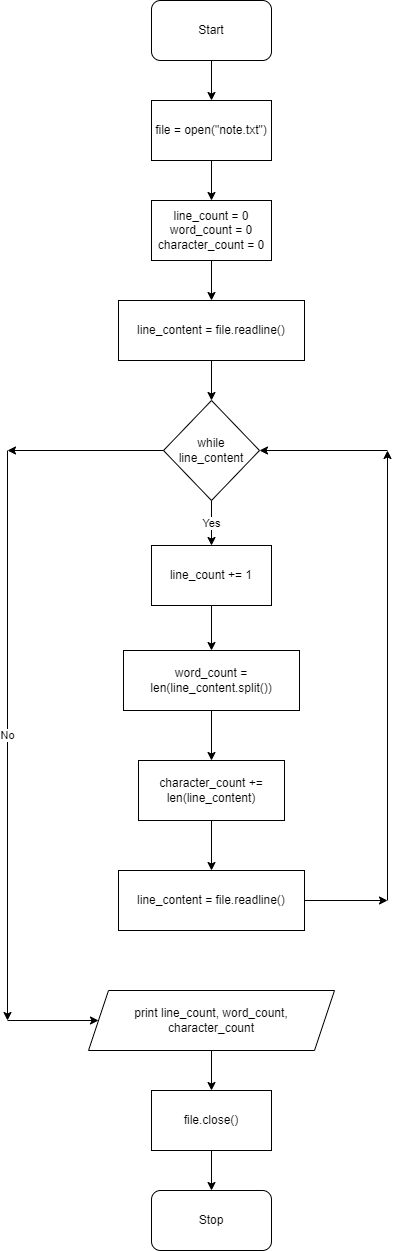 Start
file = open("note.txt")
line_count = 0
word_count = 0
character_count = 0
line_content = file.readline()
while
line_content
Yes
line_count += 1
word_count =
len(line_content.split())
No
character_count +=
len(line_content)
line_content = file.readline()
print line_count, word_count,
character_count
file.close()
Stop